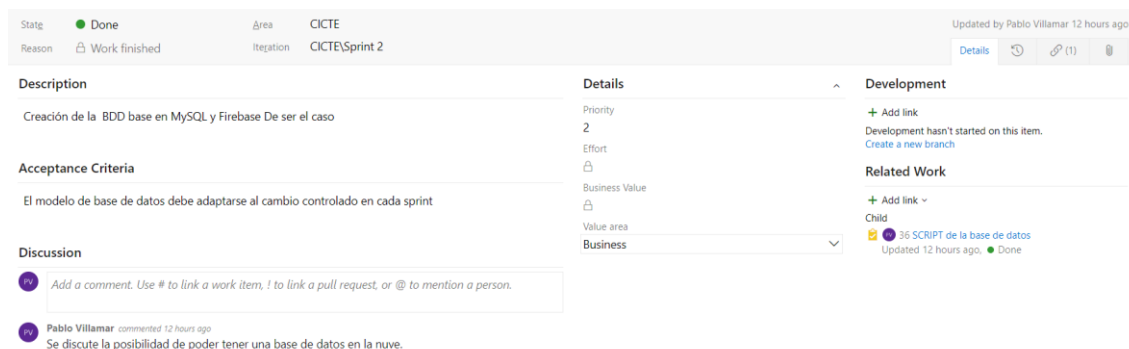 State Done Area CICTE Updated by Pablo Villamar 12 hours ago
Reason Work finished Iteration CICTE\Sprint 2 Details (1)
Description
Creación de la BDD base en MySQL y Firebase De ser el caso
Acceptance Criteria
El modelo de base de datos debe adaptarse al cambio controlado en cada sprint
Discussion
PV
Add a comment. Use # to link a work item, ! to link a pull request, or @ to mention a person.
PV
Pablo Villamar commented 12 hours ago
Se discute la posibilidad de poder tener una base de datos en la nuve.
Details
Priority
2
Effort
Business Value
Value area
Business
Development
+ Add link
Development hasn't started on this item.
Create a new branch
Related Work
+ Add link
Child
PV 36 SCRIPT de la base de datos
Updated 12 hours ago, Done